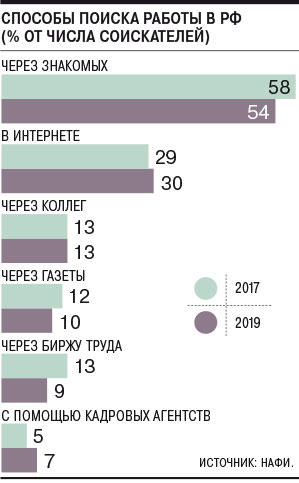 СПОСОБЫ ПОИСКА РАБОТЫ В РФ
(% ОТ ЧИСЛА СОИСКАТЕЛЕЙ)
ЧЕРЕЗ ЗНАКОМЫХ
58
54
В ИНТЕРНЕТЕ
29
30
ЧЕРЕЗ КОЛЛЕГ
13
13
ЧЕРЕЗ ГАЗЕТЫ
12
10
2017
2019
ЧЕРЕЗ БИРЖУ ТРУДА
13
9
С ПОМОЩЬЮ КАДРОВЫХ АГЕНТСТВ
5
7
ИСТОЧНИК: НАФИ.